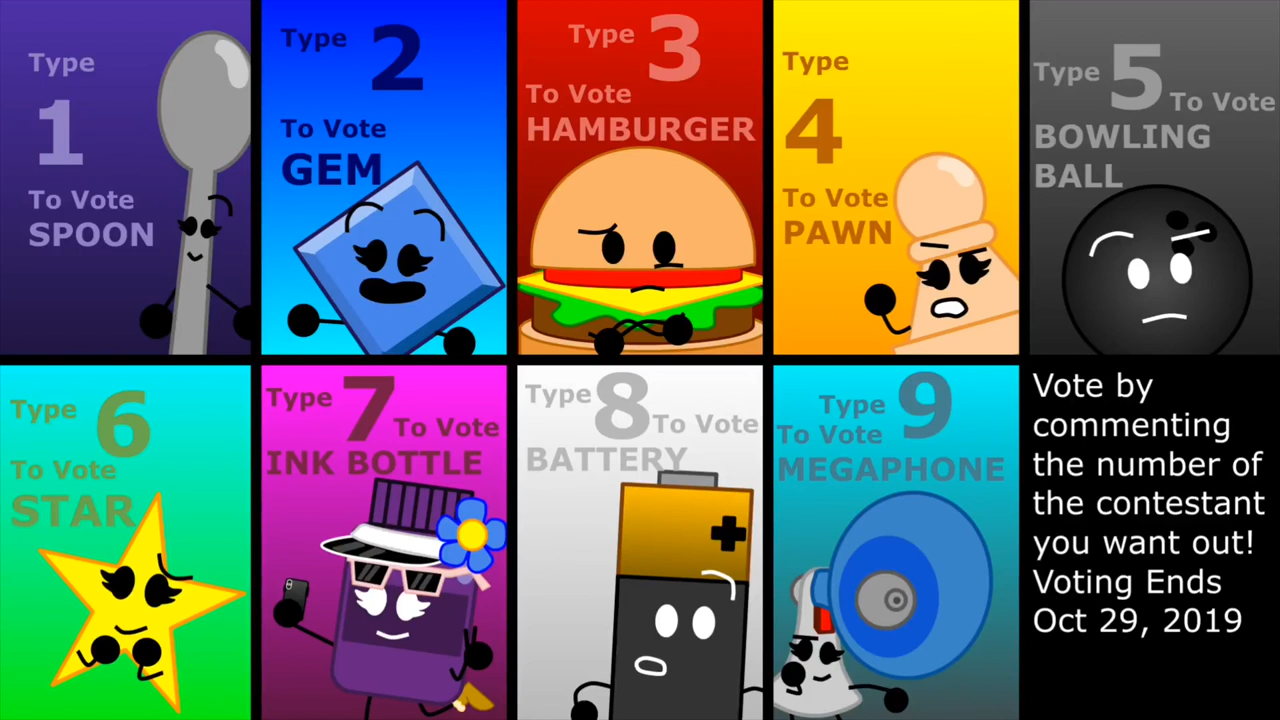 Type
1
To Vote
SPOON
Type 2
To Vote
GEM
Type 3
To Vote
HAMBURGER
Type
4
To Vote
PAWN
Type 5 To Vote
BOWLING
BALL
Type 6
To Vote
STAR
Type 7 To Vote
INK BOTTLE
Type 8 To Vote
BATTERY
Type 9
To Vote
MEGAPHONE
Vote by
commenting
the number of
the contestant
you want out!
Voting Ends
Oct 29, 2019